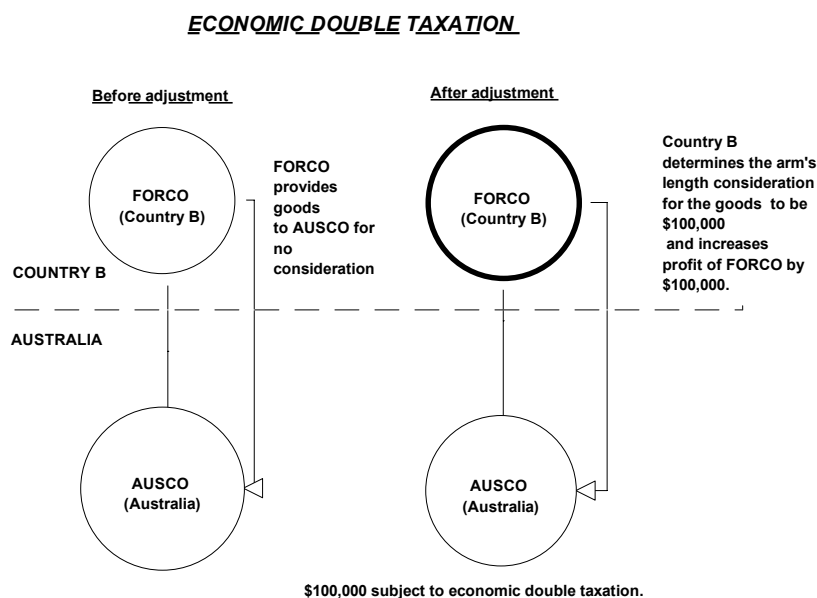 ECONOMIC DOUBLE TAXATION
Before adjustment
After adjustment
FORCO
(Country B)
FORCO
provides
goods
to AUSCO for
no
consideration
FORCO
(Country B)
Country B
determines the arm's
length consideration
for the goods to be
$100,000
and increases
profit of FORCO by
$100,000.
COUNTRY B
AUSTRALIA
AUSCO
(Australia)
AUSCO
(Australia)
$100,000 subject to economic double taxation.